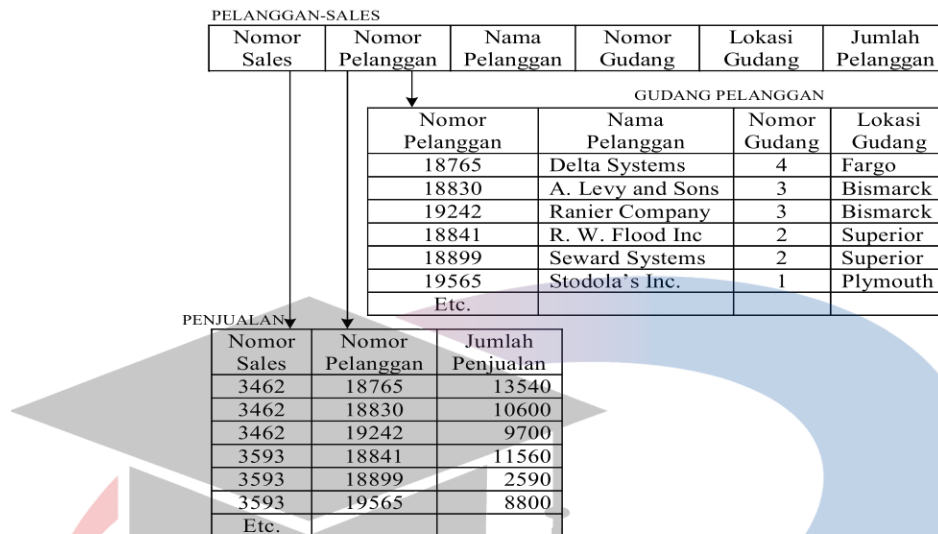 PELANGGAN-SALES
Nomor Sales Nomor Pelanggan Nama Pelanggan Nomor Gudang Lokasi Gudang Jumlah Pelanggan
GUDANG PELANGGAN
Nomor Pelanggan Nama Pelanggan Nomor Gudang Lokasi Gudang
18765 Delta Systems 4 Fargo
18830 A. Levy and Sons 3 Bismarck
19242 Ranier Company 3 Bismarck
18841 R. W. Flood Inc 2 Superior
18899 Seward Systems 2 Superior
19565 Stodola's Inc. 1 Plymouth
Etc.
PENJUALAN
Nomor Sales Nomor Pelanggan Jumlah Penjualan
3462 18765 13540
3462 18830 10600
3462 19242 9700
3593 18841 11560
3593 18899 2590
3593 19565 8800
Etc.